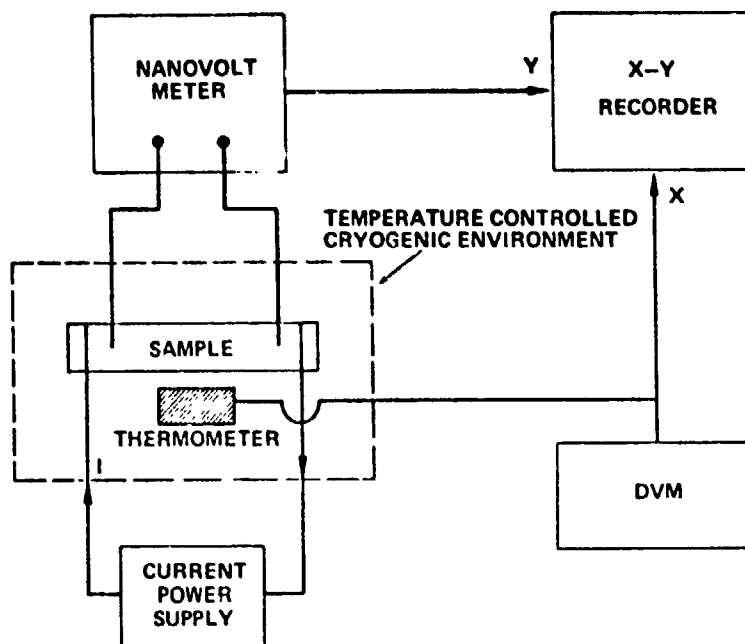 NANOVOLT
METER
Y
X-Y
RECORDER
X
TEMPERATURE CONTROLLED
CRYOGENIC ENVIRONMENT
SAMPLE
THERMOMETER
I
DVM
CURRENT
POWER
SUPPLY